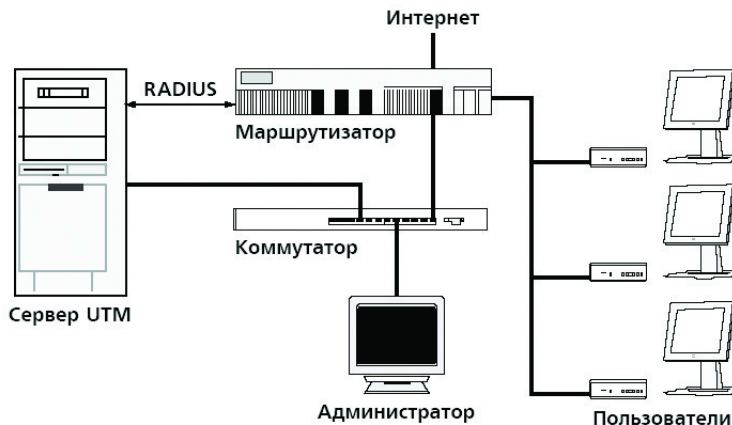 Интернет
RADIUS
Маршрутизатор
Коммутатор
Сервер UTM
Администратор
Пользователи